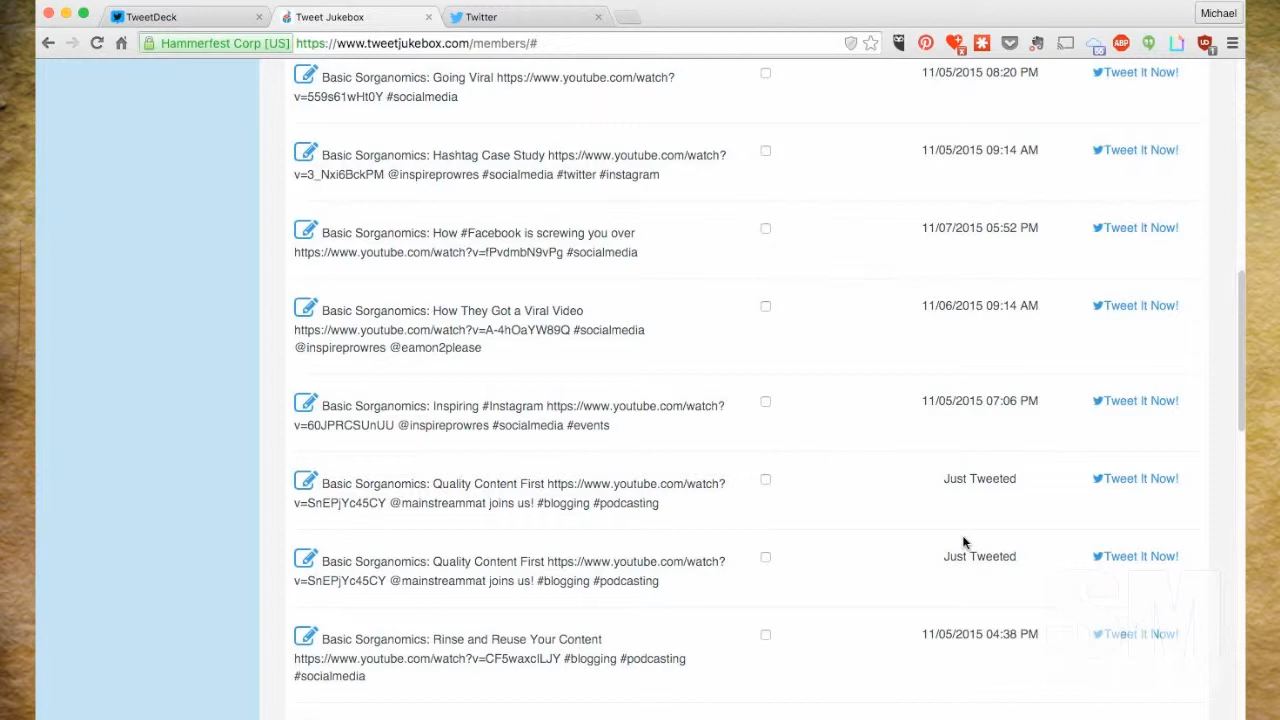 TweetDeck
Tweet Jukebox
Twitter
Michael
Hammerfest Corp [US] https://www.tweetjukebox.com/members/#
Basic Sorganomics: Going Viral https://www.youtube.com/watch? 11/05/2015 08:20 PM Tweet It Now!
v=559s61wHt0Y #socialmedia
Basic Sorganomics: Hashtag Case Study https://www.youtube.com/watch? 11/05/2015 09:14 AM Tweet It Now!
v=3_Nxi6BckPM @inspireprowres #socialmedia #twitter #instagram
Basic Sorganomics: How #Facebook is screwing you over 11/07/2015 05:52 PM Tweet It Now!
https://www.youtube.com/watch?v=fPvdmbN9vPg #socialmedia
Basic Sorganomics: How They Got a Viral Video 11/06/2015 09:14 AM Tweet It Now!
https://www.youtube.com/watch?v=A-4hOaYW89Q #socialmedia
@inspireprowres @eamon2please
Basic Sorganomics: Inspiring #Instagram https://www.youtube.com/watch? 11/05/2015 07:06 PM Tweet It Now!
v=60JPRCSUnUU @inspireprowres #socialmedia #events
Basic Sorganomics: Quality Content First https://www.youtube.com/watch? Just Tweeted Tweet It Now!
v=SnEPjYc45CY @mainstreammat joins us! #blogging #podcasting
Basic Sorganomics: Quality Content First https://www.youtube.com/watch? Just Tweeted Tweet It Now!
v=SnEPjYc45CY @mainstreammat joins us! #blogging #podcasting
Basic Sorganomics: Rinse and Reuse Your Content 11/05/2015 04:38 PM Tweet It Now!
https://www.youtube.com/watch?v=CF5waxclLJY #blogging #podcasting
#socialmedia